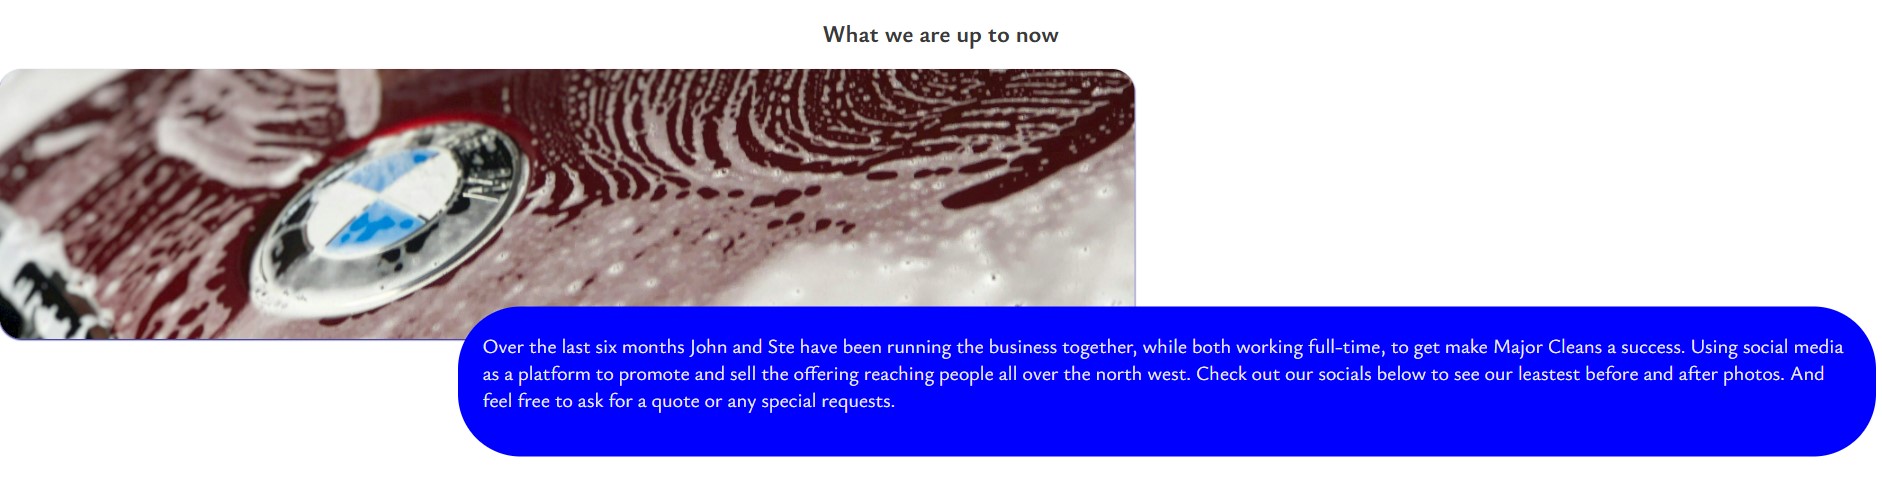 What we are up to now
Over the last six months John and Ste have been running the business together, while both working full-time, to get make Major Cleans a success. Using social media
as a platform to promote and sell the offering reaching people all over the north west. Check out our socials below to see our leastest before and after photos. And
feel free to ask for a quote or any special requests.